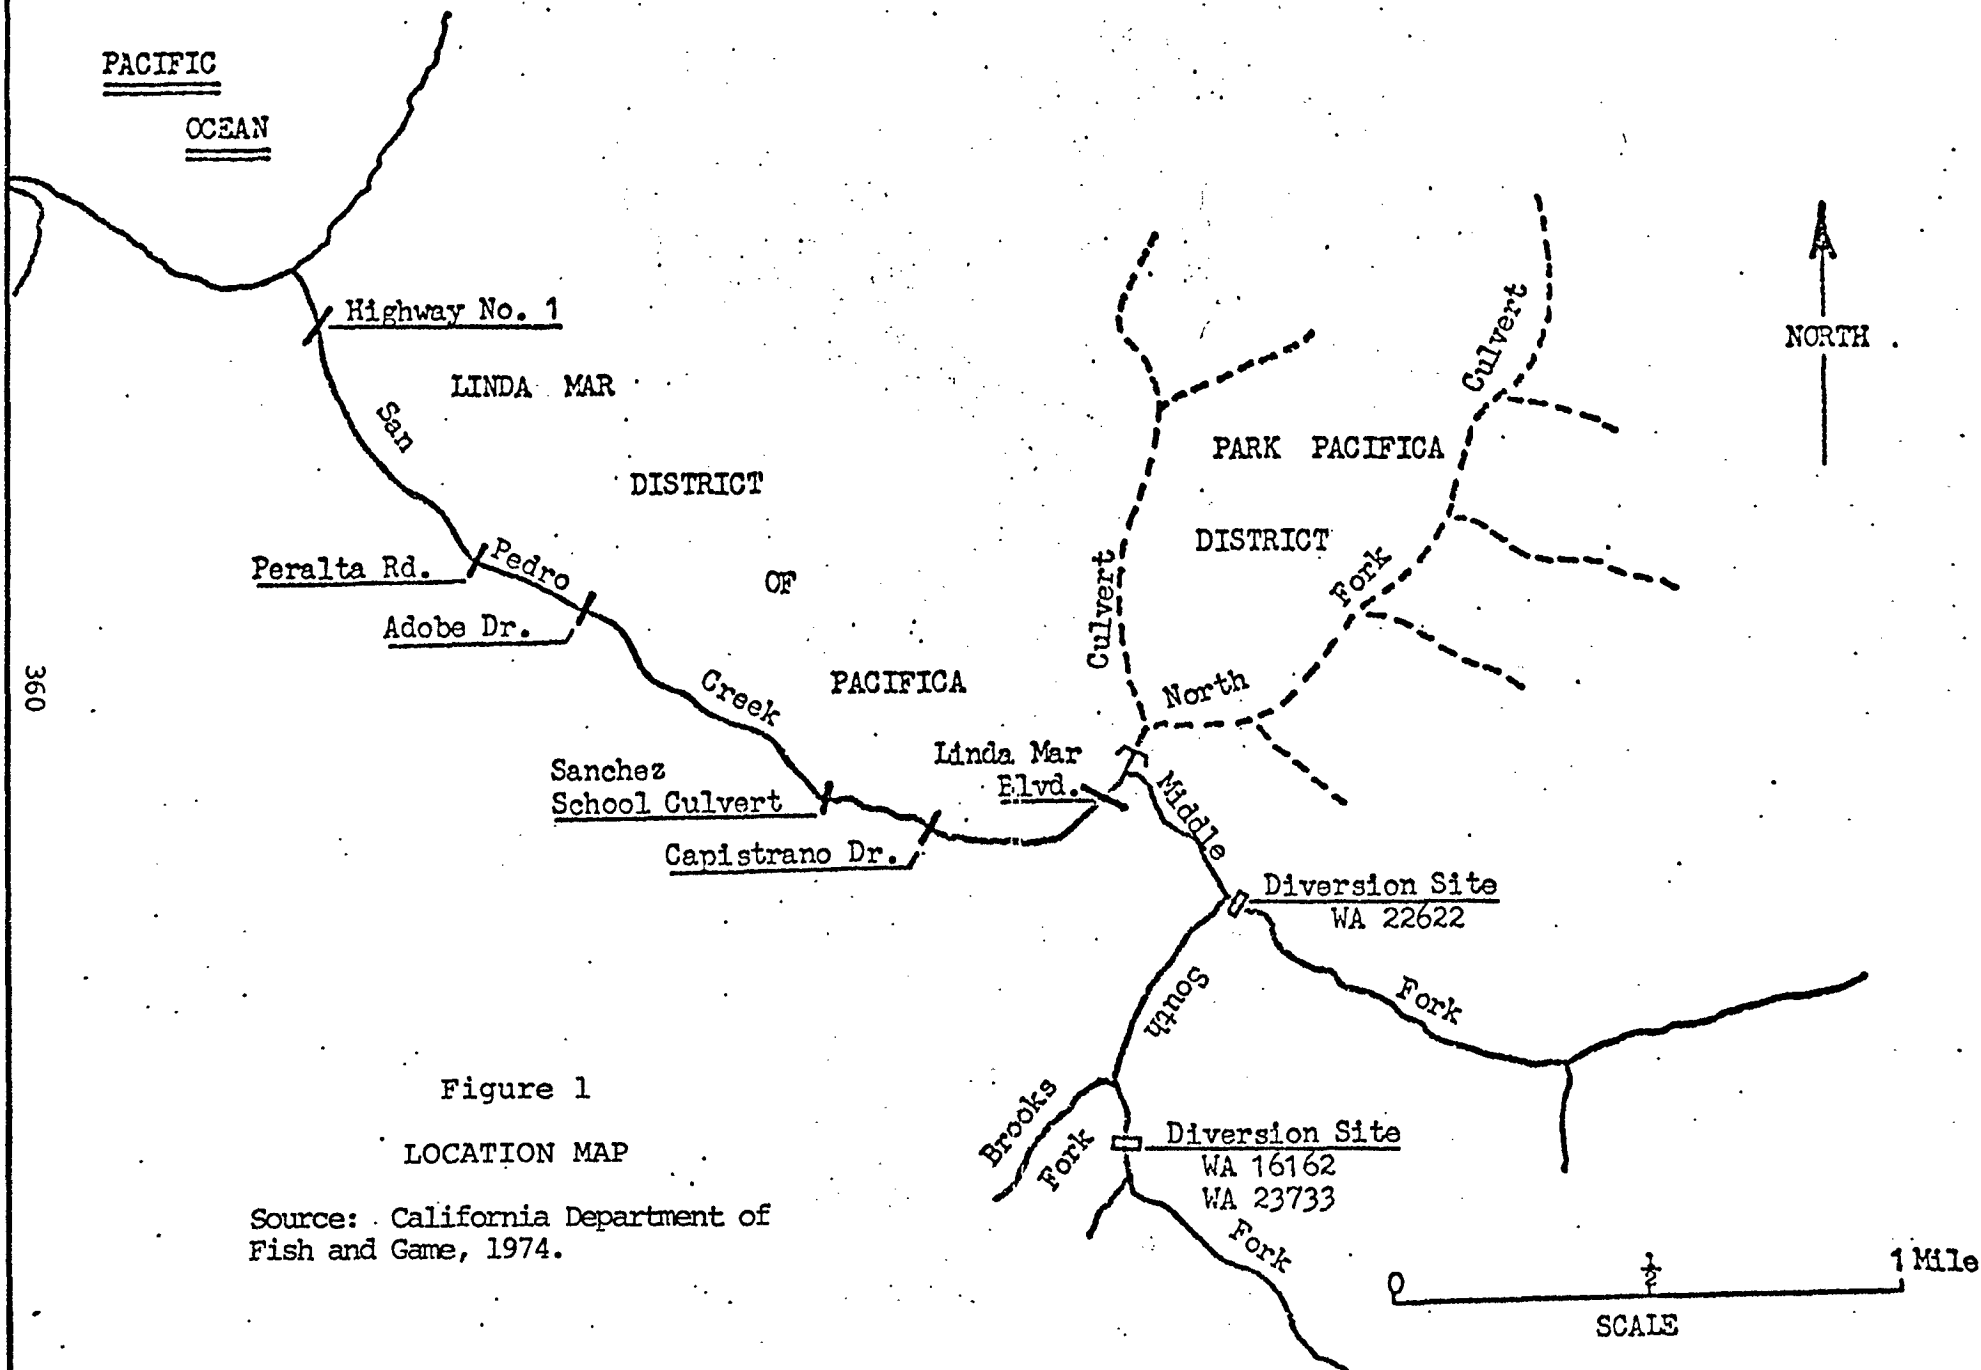 PACIFIC
OCEAN
Highway No. 1
LINDA MAR
DISTRICT
OF
PACIFICA
San
Pedro
Creek
Peralta Rd.
Adobe Dr.
Sanchez
School Culvert
Capistrano Dr.
Linda Mar
Blvd.
Culvert
PARK PACIFICA
DISTRICT
North
Fork
Culvert
NORTH
Middle
Fork
Diversion Site
WA 22622
South
Fork
Brooks
Fork
Diversion Site
WA 16162
WA 23733
360
Figure 1
LOCATION MAP
Source: California Department of
Fish and Game, 1974.
0 1/2 1 Mile
SCALE